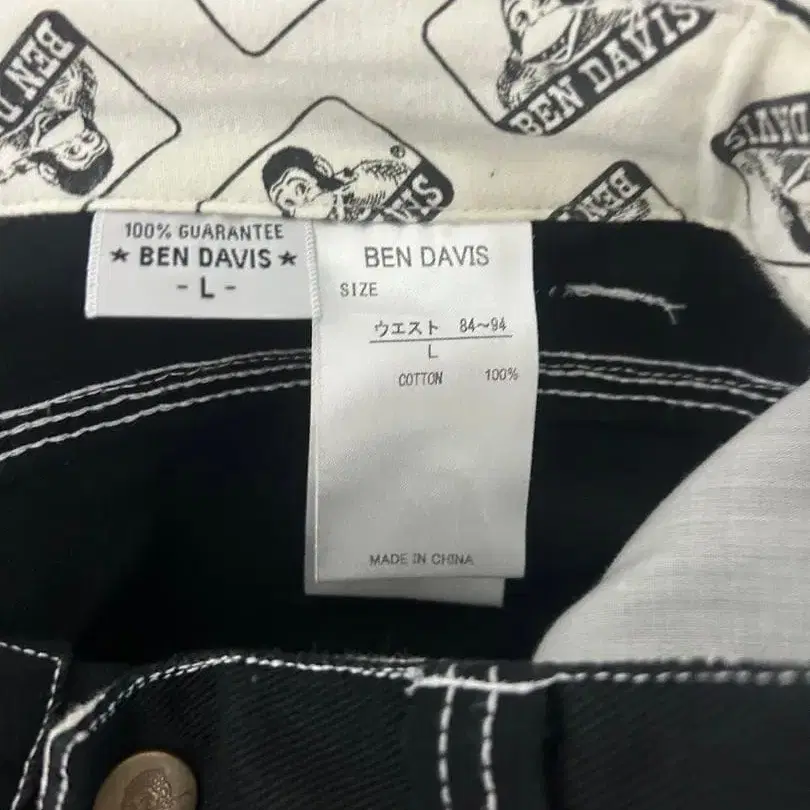 BEN D
BEN DAVIS
DAVIS
®
BEN
100% GUARANTEE
★ BEN DAVIS ★
- L -
BEN DAVIS
SIZE
ウエスト 84~94
L
COTTON 100%
MADE IN CHINA